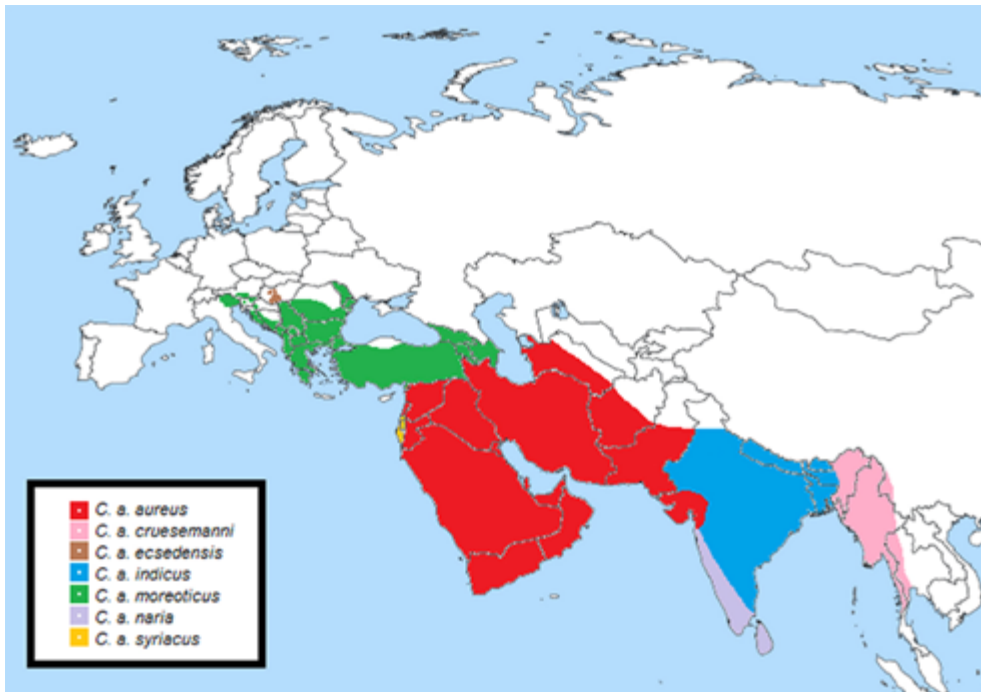 C. a. aureus
C. a. cruesemanni
C. a. ecsedensis
C. a. indicus
C. a. moreoticus
C. a. naria
C. a. syriacus